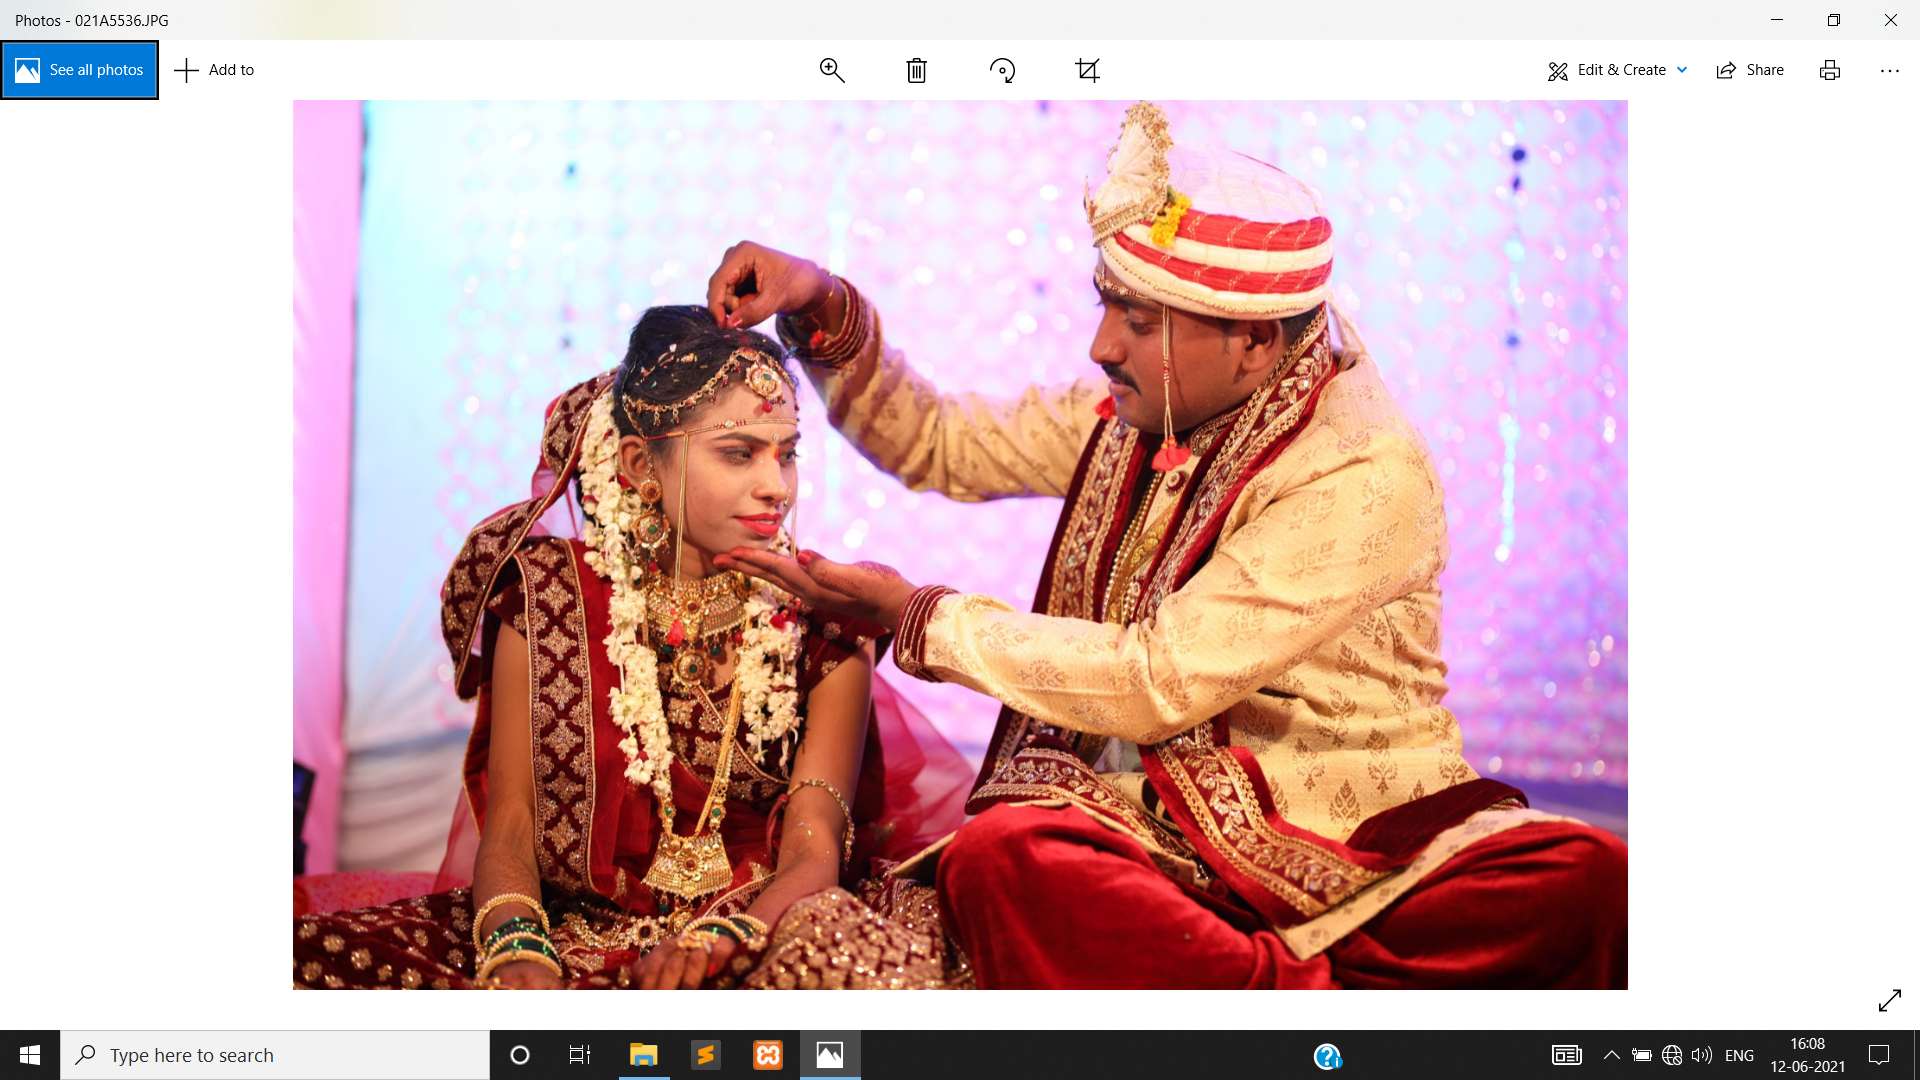 Photos - 021A5536.JPG
See all photos
Add to
Edit & Create
Share
Type here to search
ENG
16:08
12-06-2021